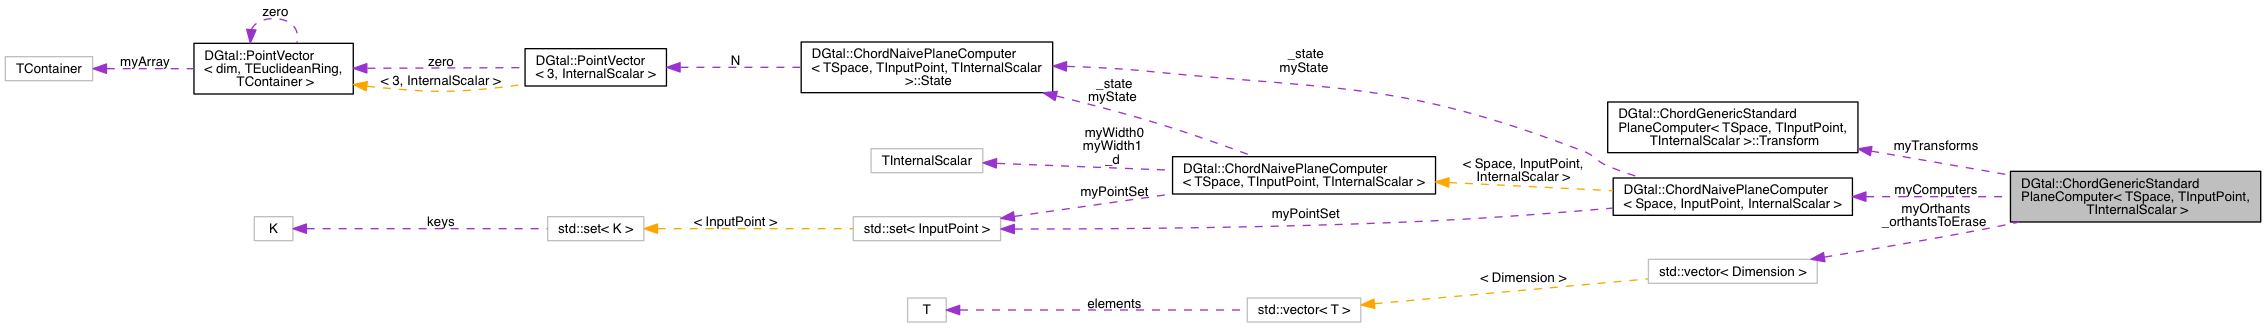 zero
TContainer
myArray
DGtal::PointVector
< dim, TEuclideanRing,
TContainer >
zero
< 3, InternalScalar >
DGtal::PointVector
< 3, InternalScalar >
N
DGtal::ChordNaivePlaneComputer
< TSpace, TInputPoint, TInternalScalar
>::State
_state
myState
_state
myState
TInternalScalar
myWidth0
myWidth1
_d
DGtal::ChordNaivePlaneComputer
< TSpace, TInputPoint, TInternalScalar >
< Space, InputPoint,
InternalScalar >
DGtal::ChordGenericStandard
PlaneComputer< TSpace, TInputPoint,
TInternalScalar >::Transform
myTransforms
DGtal::ChordNaivePlaneComputer
< Space, InputPoint, InternalScalar >
myComputers
DGtal::ChordGenericStandard
PlaneComputer< TSpace, TInputPoint,
TInternalScalar >
myOrthants
_orthantsToErase
K
keys
std::set< K >
< InputPoint >
std::set< InputPoint >
myPointSet
myPointSet
T
elements
std::vector< T >
< Dimension >
std::vector< Dimension >